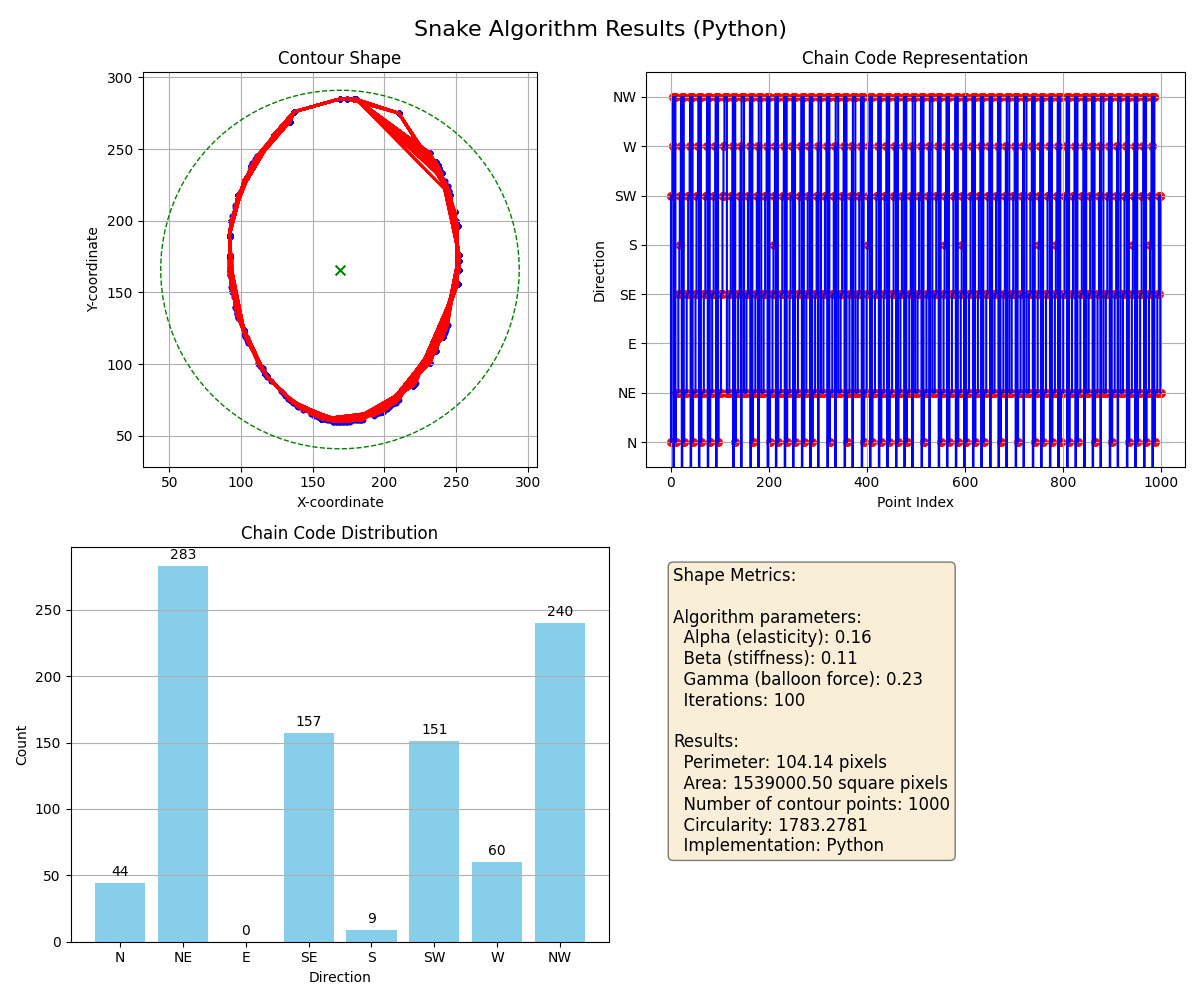 Snake Algorithm Results (Python)
Contour Shape
300
250
200
150
100
50
Y-coordinate
50 100 150 200 250 300
X-coordinate
Chain Code Representation
NW
W
SW
S
SE
E
NE
N
Direction
0 200 400 600 800 1000
Point Index
Chain Code Distribution
250
200
150
100
50
0
Count
44 283 0 157 9 151 60 240
N NE E SE S SW W NW
Direction
Shape Metrics:
Algorithm parameters:
Alpha (elasticity): 0.16
Beta (stiffness): 0.11
Gamma (balloon force): 0.23
Iterations: 100
Results:
Perimeter: 104.14 pixels
Area: 1539000.50 square pixels
Number of contour points: 1000
Circularity: 1783.2781
Implementation: Python